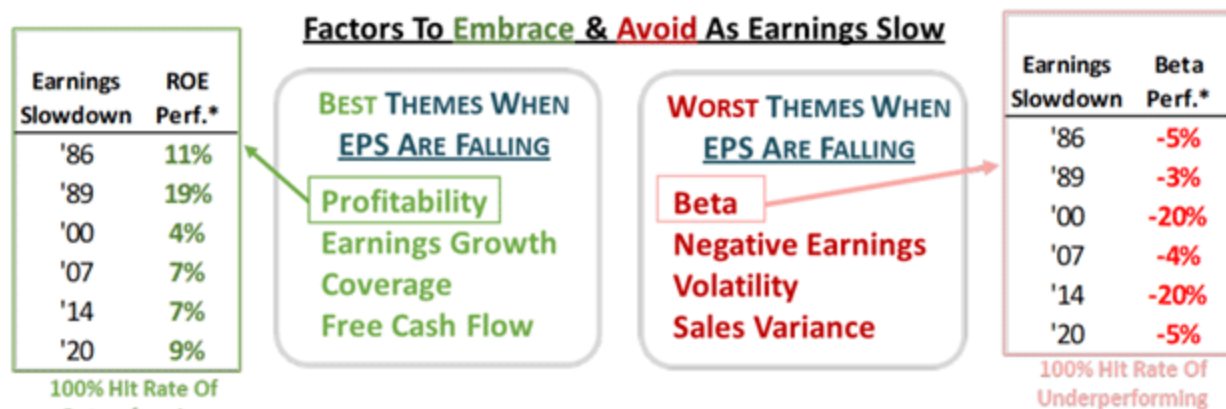 Factors To Embrace & Avoid As Earnings Slow
Earnings ROE
Slowdown Perf.*
'86 11%
'89 19%
'00 4%
'07 7%
'14 7%
'20 9%
100% Hit Rate Of
BEST THEMES WHEN
EPS ARE FALLING
Profitability
Earnings Growth
Coverage
Free Cash Flow
WORST THEMES WHEN
EPS ARE FALLING
Beta
Negative Earnings
Volatility
Sales Variance
Earnings Beta
Slowdown Perf.*
'86 -5%
'89 -3%
'00 -20%
'07 -4%
'14 -20%
'20 -5%
100% Hit Rate Of
Underperforming